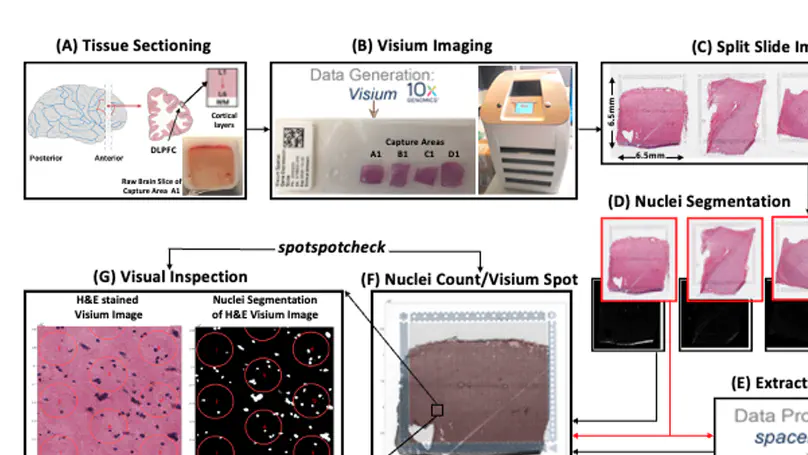 (A) Tissue Sectioning
LT
L6
WM
Cortical
layers
DLPFC
Posterior
Anterior
Raw Brain Slice of
Capture Area A1
(B) Visium Imaging
Data Generation:
Visium 10x
GENOMICS
Capture Areas
A1 B1 C1 D1
(C) Split Slide Im
6.5mm
6.5mm
(D) Nuclei Segmentation
spotspotcheck
(G) Visual Inspection
H&E stained
Visium Image
Nuclei Segmentation
of H&E Visium Image
(F) Nuclei Count/Visium Spot
(E) Extract
Data Pro
space